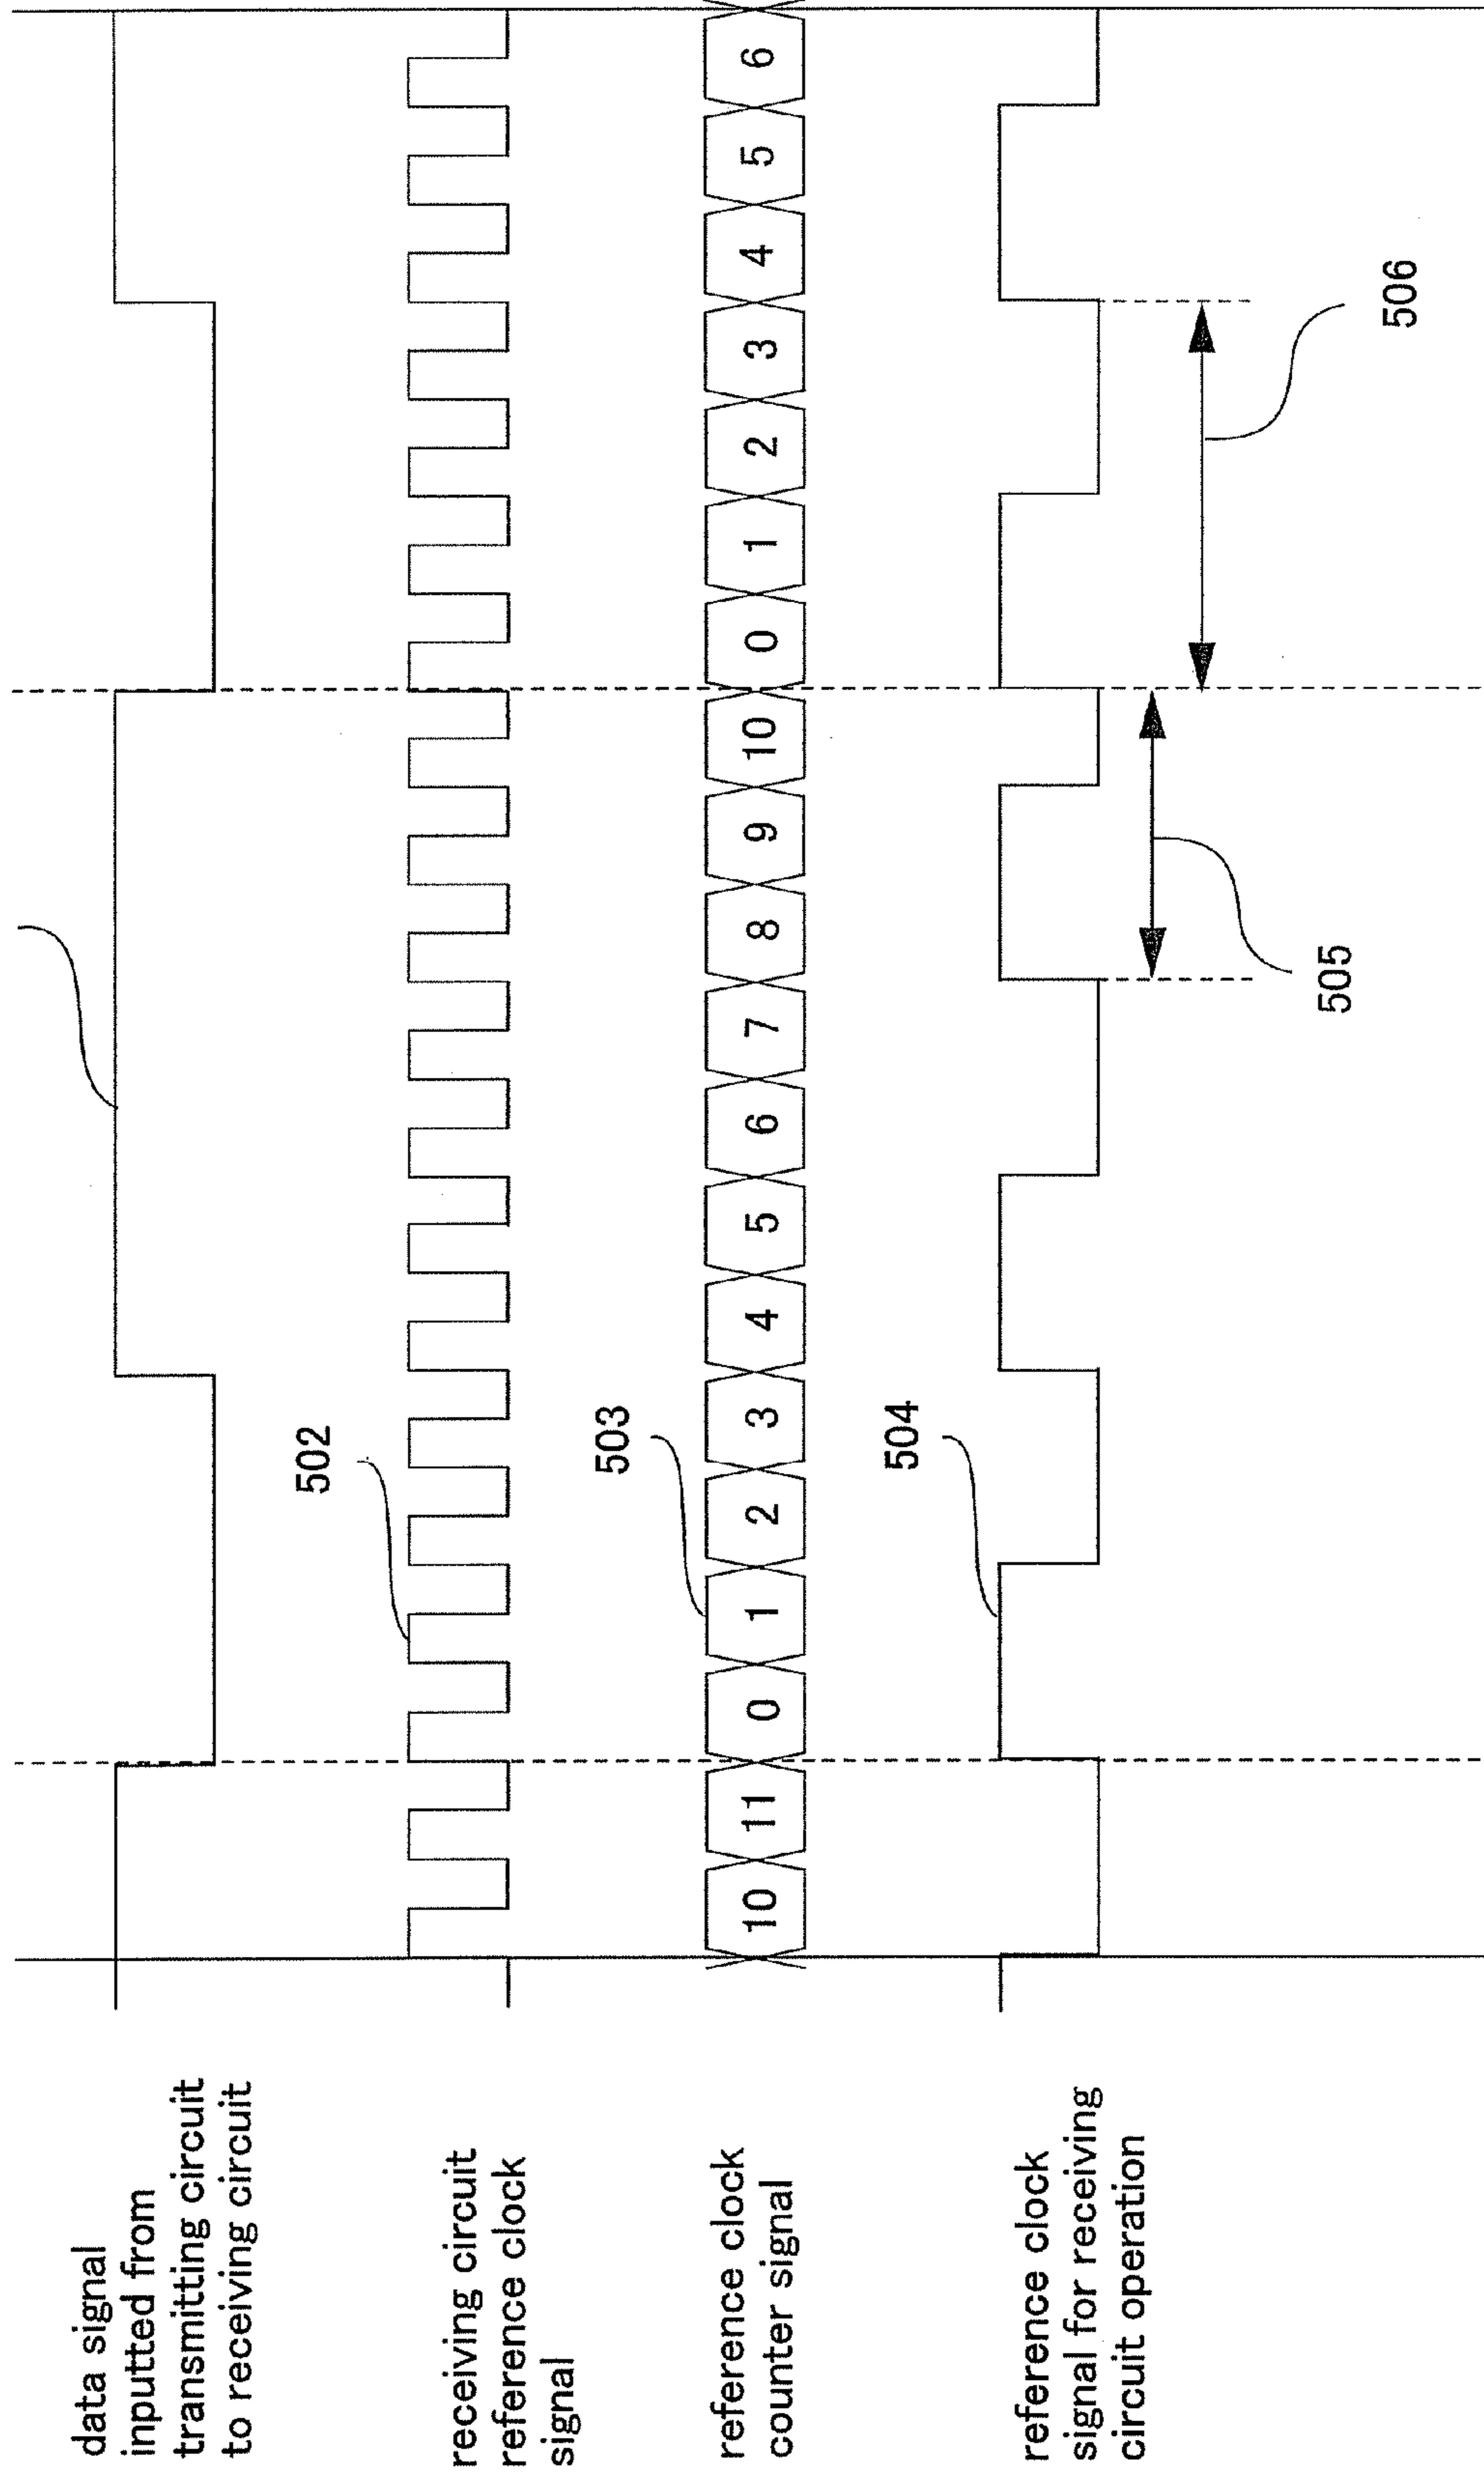 data signal
inputted from
transmitting circuit
to receiving circuit
502
receiving circuit
reference clock
signal
503
reference clock
counter signal
10 11 0 1 2 3 4 5 6 7 8 9 10 0 1 2 3 4 5 6
504
reference clock
signal for receiving
circuit operation
505
506